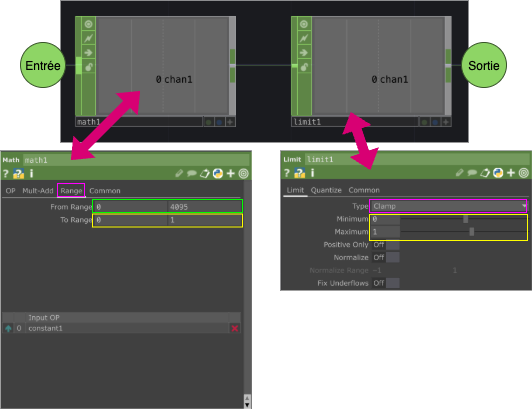 Entrée
0 chan1
math1
0 chan1
limit1
Sortie
Math math1
? i
OP Mult-Add Range Common
From Range 0 4095
To Range 0 1
Input OP
0 constant1
Limit limit1
? i
Limit Quantize Common
Type Clamp
Minimum 0
Maximum 1
Positive Only Off
Normalize Off
Normalize Range -1 1
Fix Underflows Off